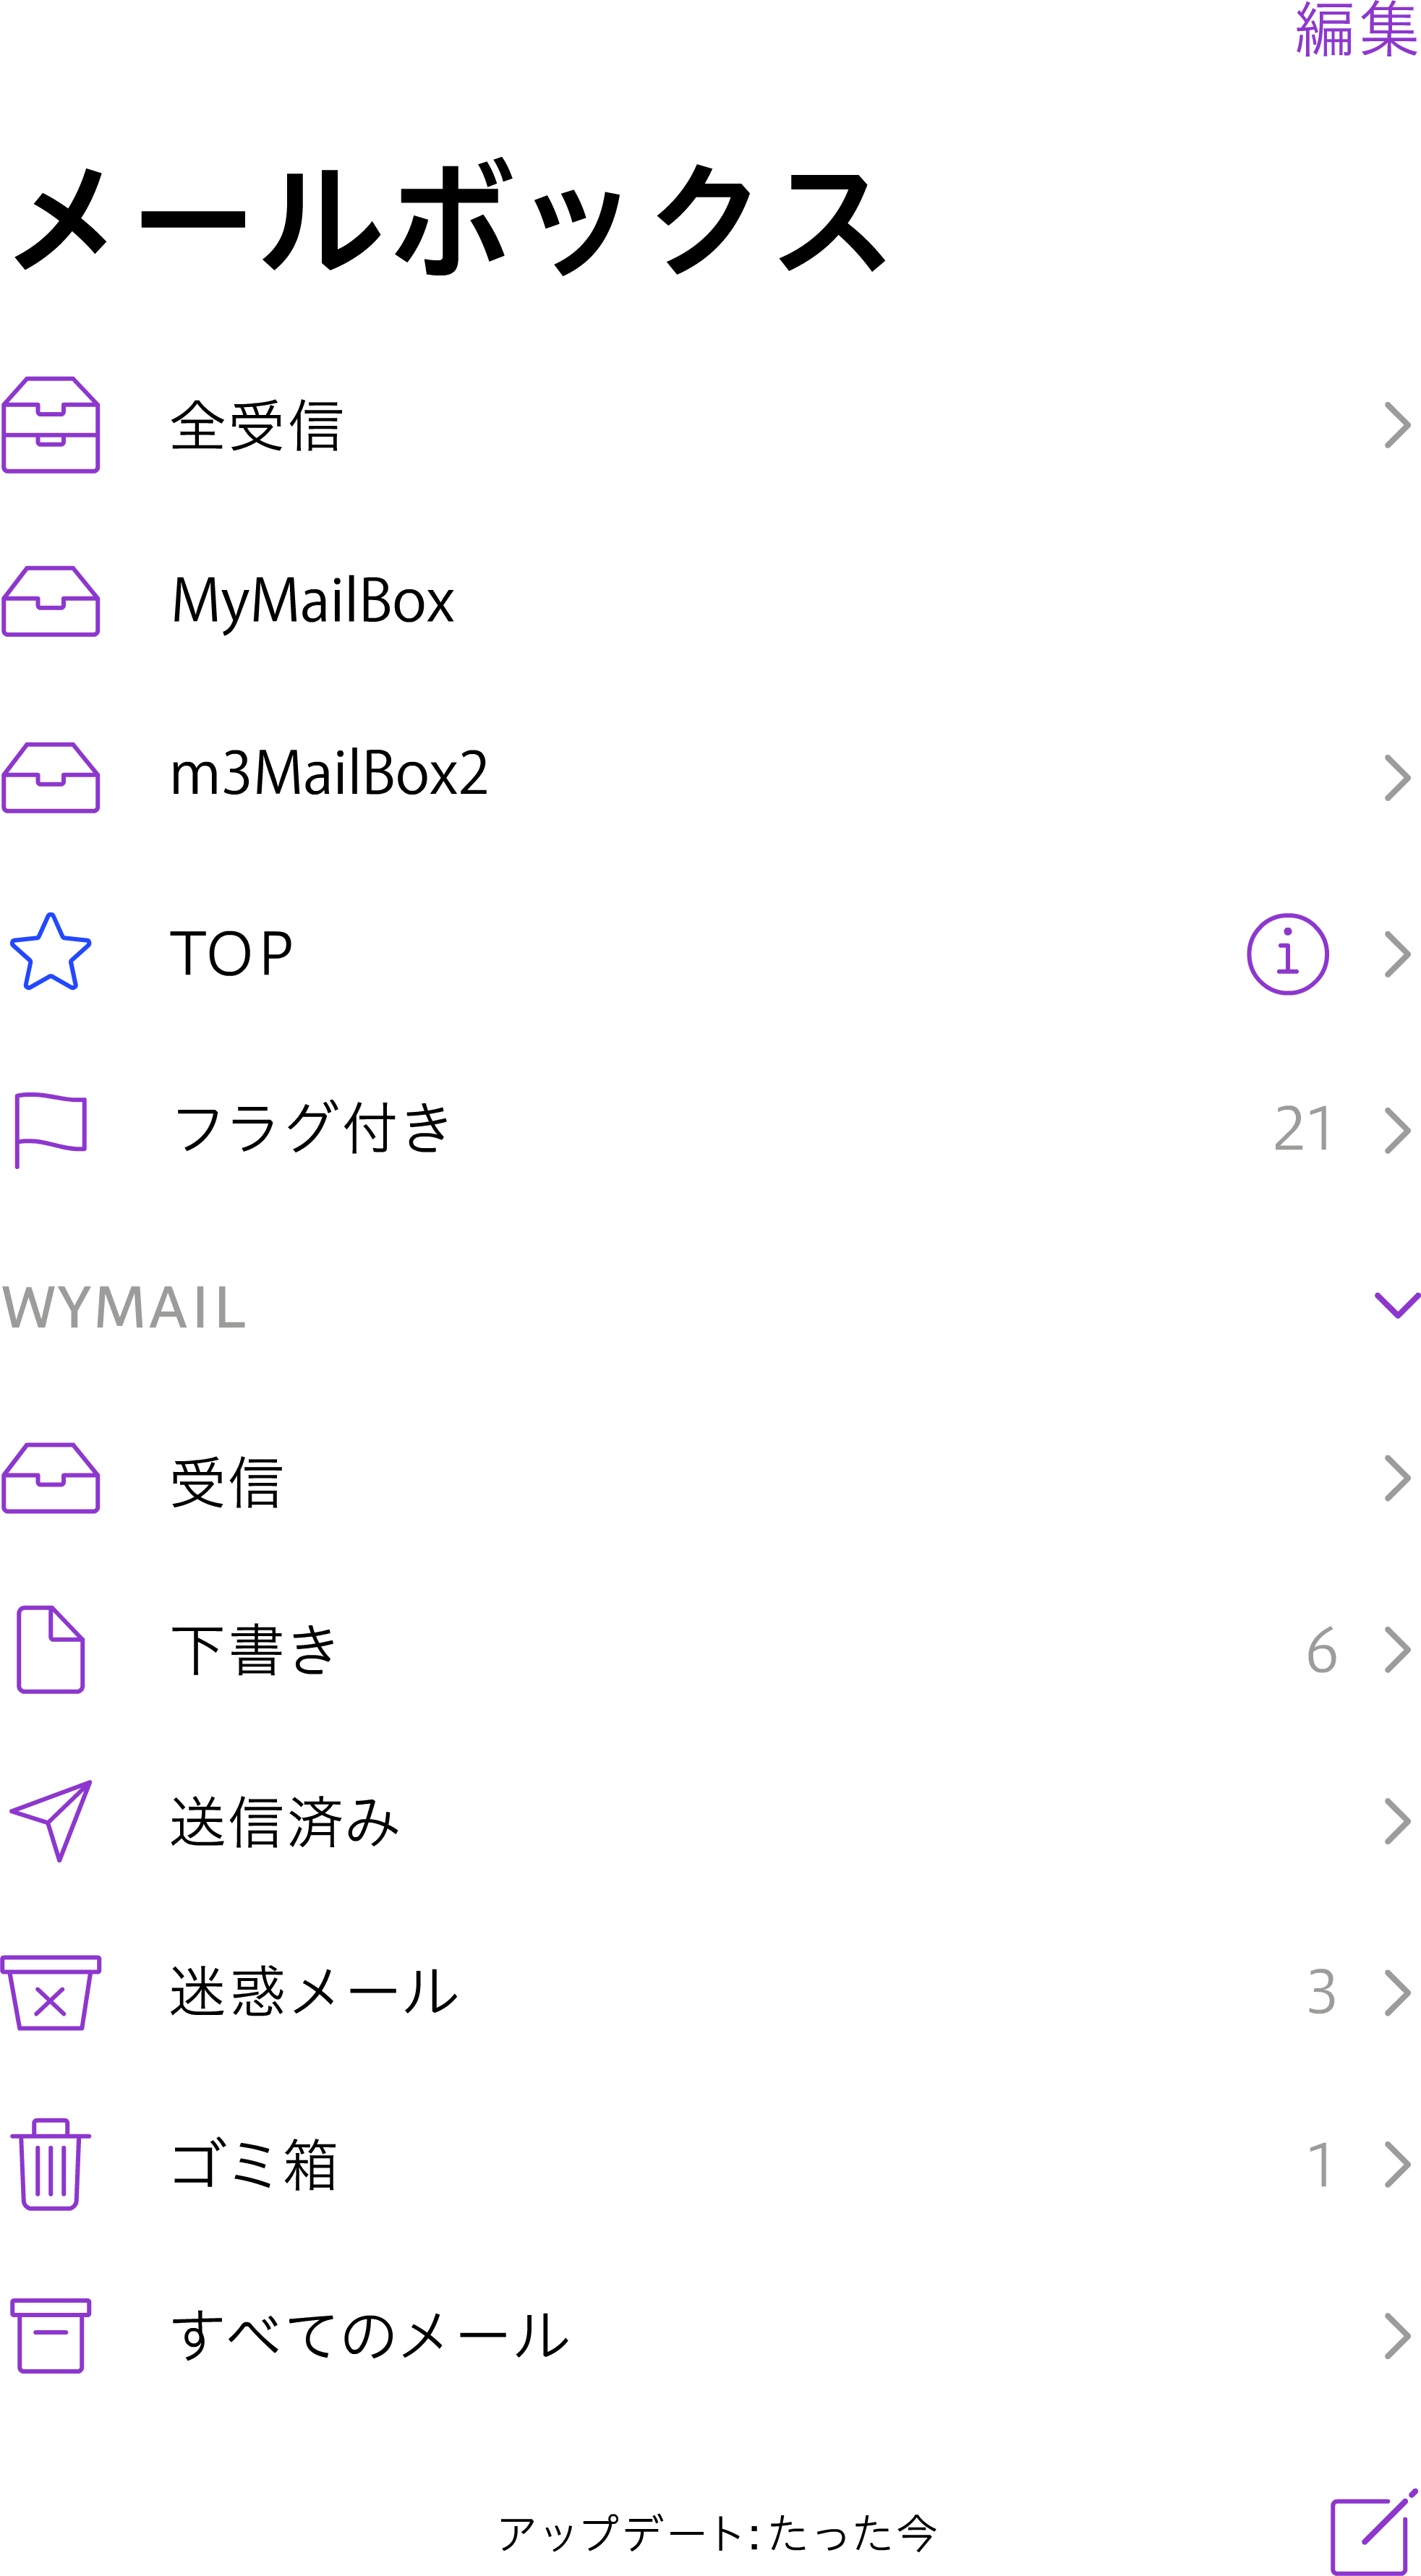 編集
メールボックス
全受信
MyMailBox
m3MailBox2
TOP
フラグ付き 21
WYMAIL
受信
下書き 6
送信済み
迷惑メール 3
ゴミ箱 1
すべてのメール
アップデート:たった今